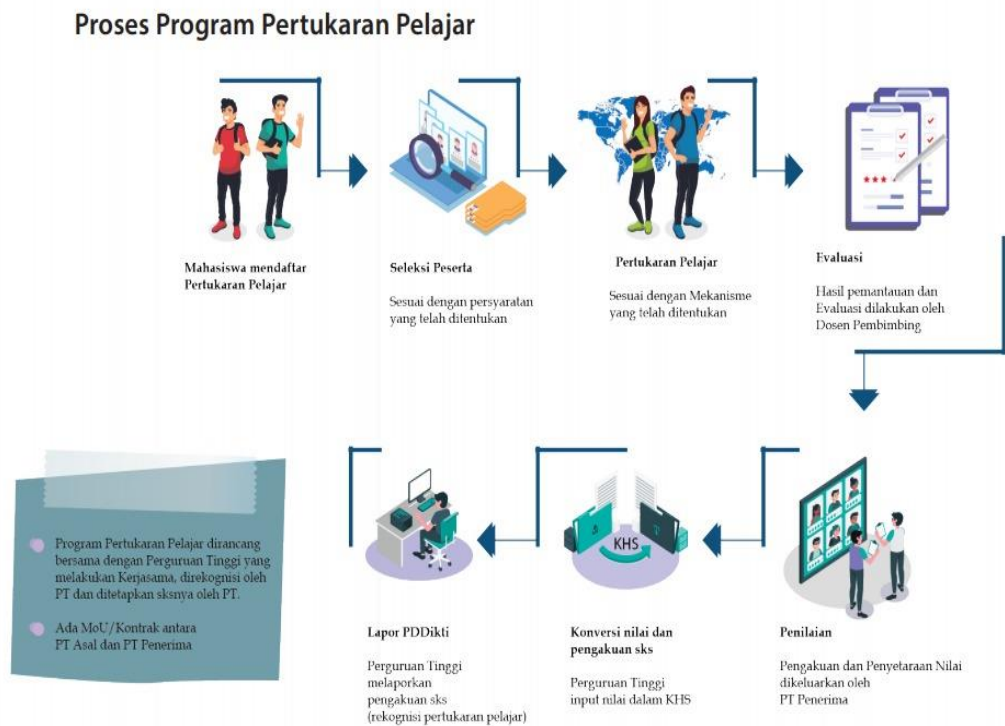 Proses Program Pertukaran Pelajar
Mahasiswa mendaftar
Pertukaran Pelajar
Seleksi Peserta
Sesuai dengan persyaratan
yang telah ditentukan
Pertukaran Pelajar
Sesuai dengan Mekanisme
yang telah ditentukan
Evaluasi
Hasil pemantauan dan
Evaluasi dilakukan oleh
Dosen Pembimbing
Program Pertukaran Pelajar dirancang
bersama dengan Perguruan Tinggi yang
melakukan Kerjasama, direkognisi oleh
PT dan ditetapkan sksnya oleh PT.
Ada MoU/Kontrak antara
PT Asal dan PT Penerima
Lapor PDDikti
Perguruan Tinggi
melaporkan
pengakuan sks
(rekognisi pertukaran pelajar)
KHS
Konversi nilai dan
pengakuan sks
Perguruan Tinggi
input nilai dalam KHS
Penilaian
Pengakuan dan Penyetaraan Nilai
dikeluarkan oleh
PT Penerima